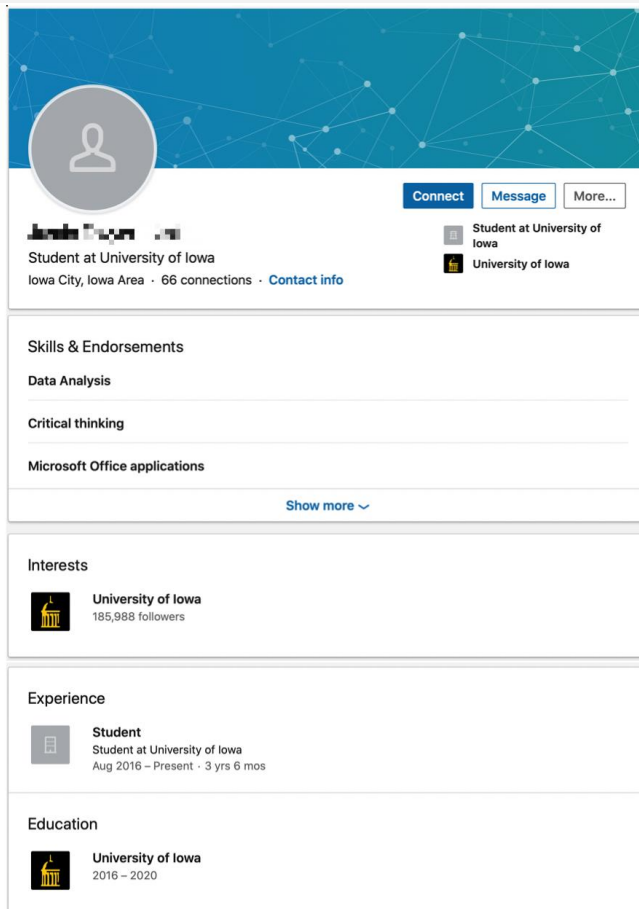 Connect
Message
More...
Student at University of Iowa
Iowa City, Iowa Area · 66 connections · Contact info
Student at University of
Iowa
University of Iowa
Skills & Endorsements
Data Analysis
Critical thinking
Microsoft Office applications
Show more
Interests
University of Iowa
185,988 followers
Experience
Student
Student at University of Iowa
Aug 2016 – Present · 3 yrs 6 mos
Education
University of Iowa
2016 – 2020